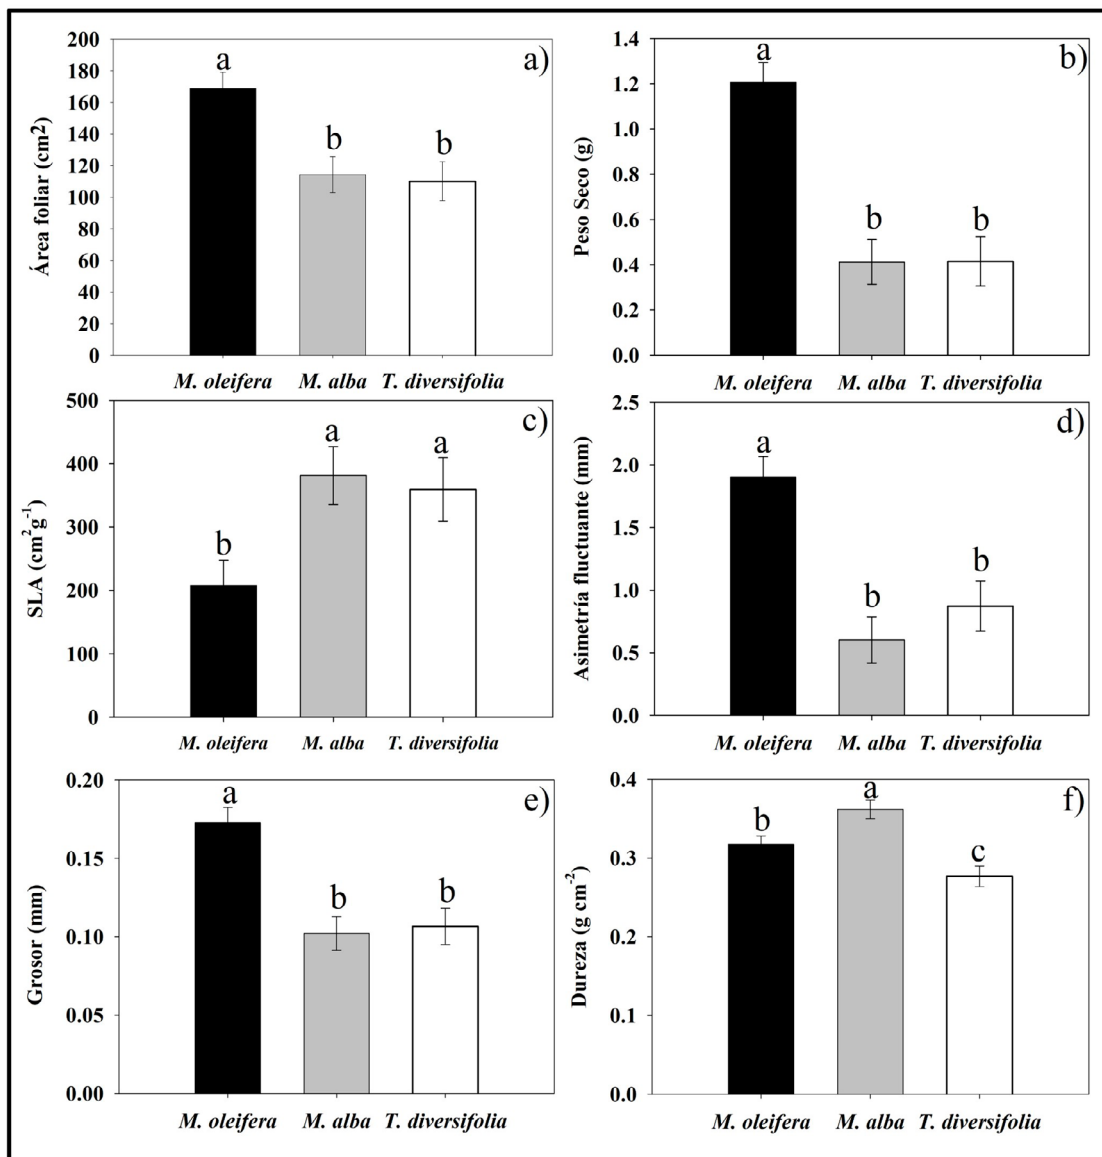 a)
Área foliar (cm2)
200
180
160
140
120
100
80
60
40
20
0
a
b
b
M. oleifera M. alba T. diversifolia
b)
Peso Seco (g)
1.4
1.2
1.0
0.8
0.6
0.4
0.2
0.0
a
b
b
M. oleifera M. alba T. diversifolia
c)
SLA (cm2g-1)
500
400
300
200
100
0
b
a
a
M. oleifera M. alba T. diversifolia
d)
Asimetría fluctuante (mm)
2.5
2.0
1.5
1.0
0.5
0.0
a
b
b
M. oleifera M. alba T. diversifolia
e)
Grosor (mm)
0.20
0.15
0.10
0.05
0.00
a
b
b
M. oleifera M. alba T. diversifolia
f)
Dureza (g cm-2)
0.4
0.3
0.2
0.1
0.0
b
a
c
M. oleifera M. alba T. diversifolia